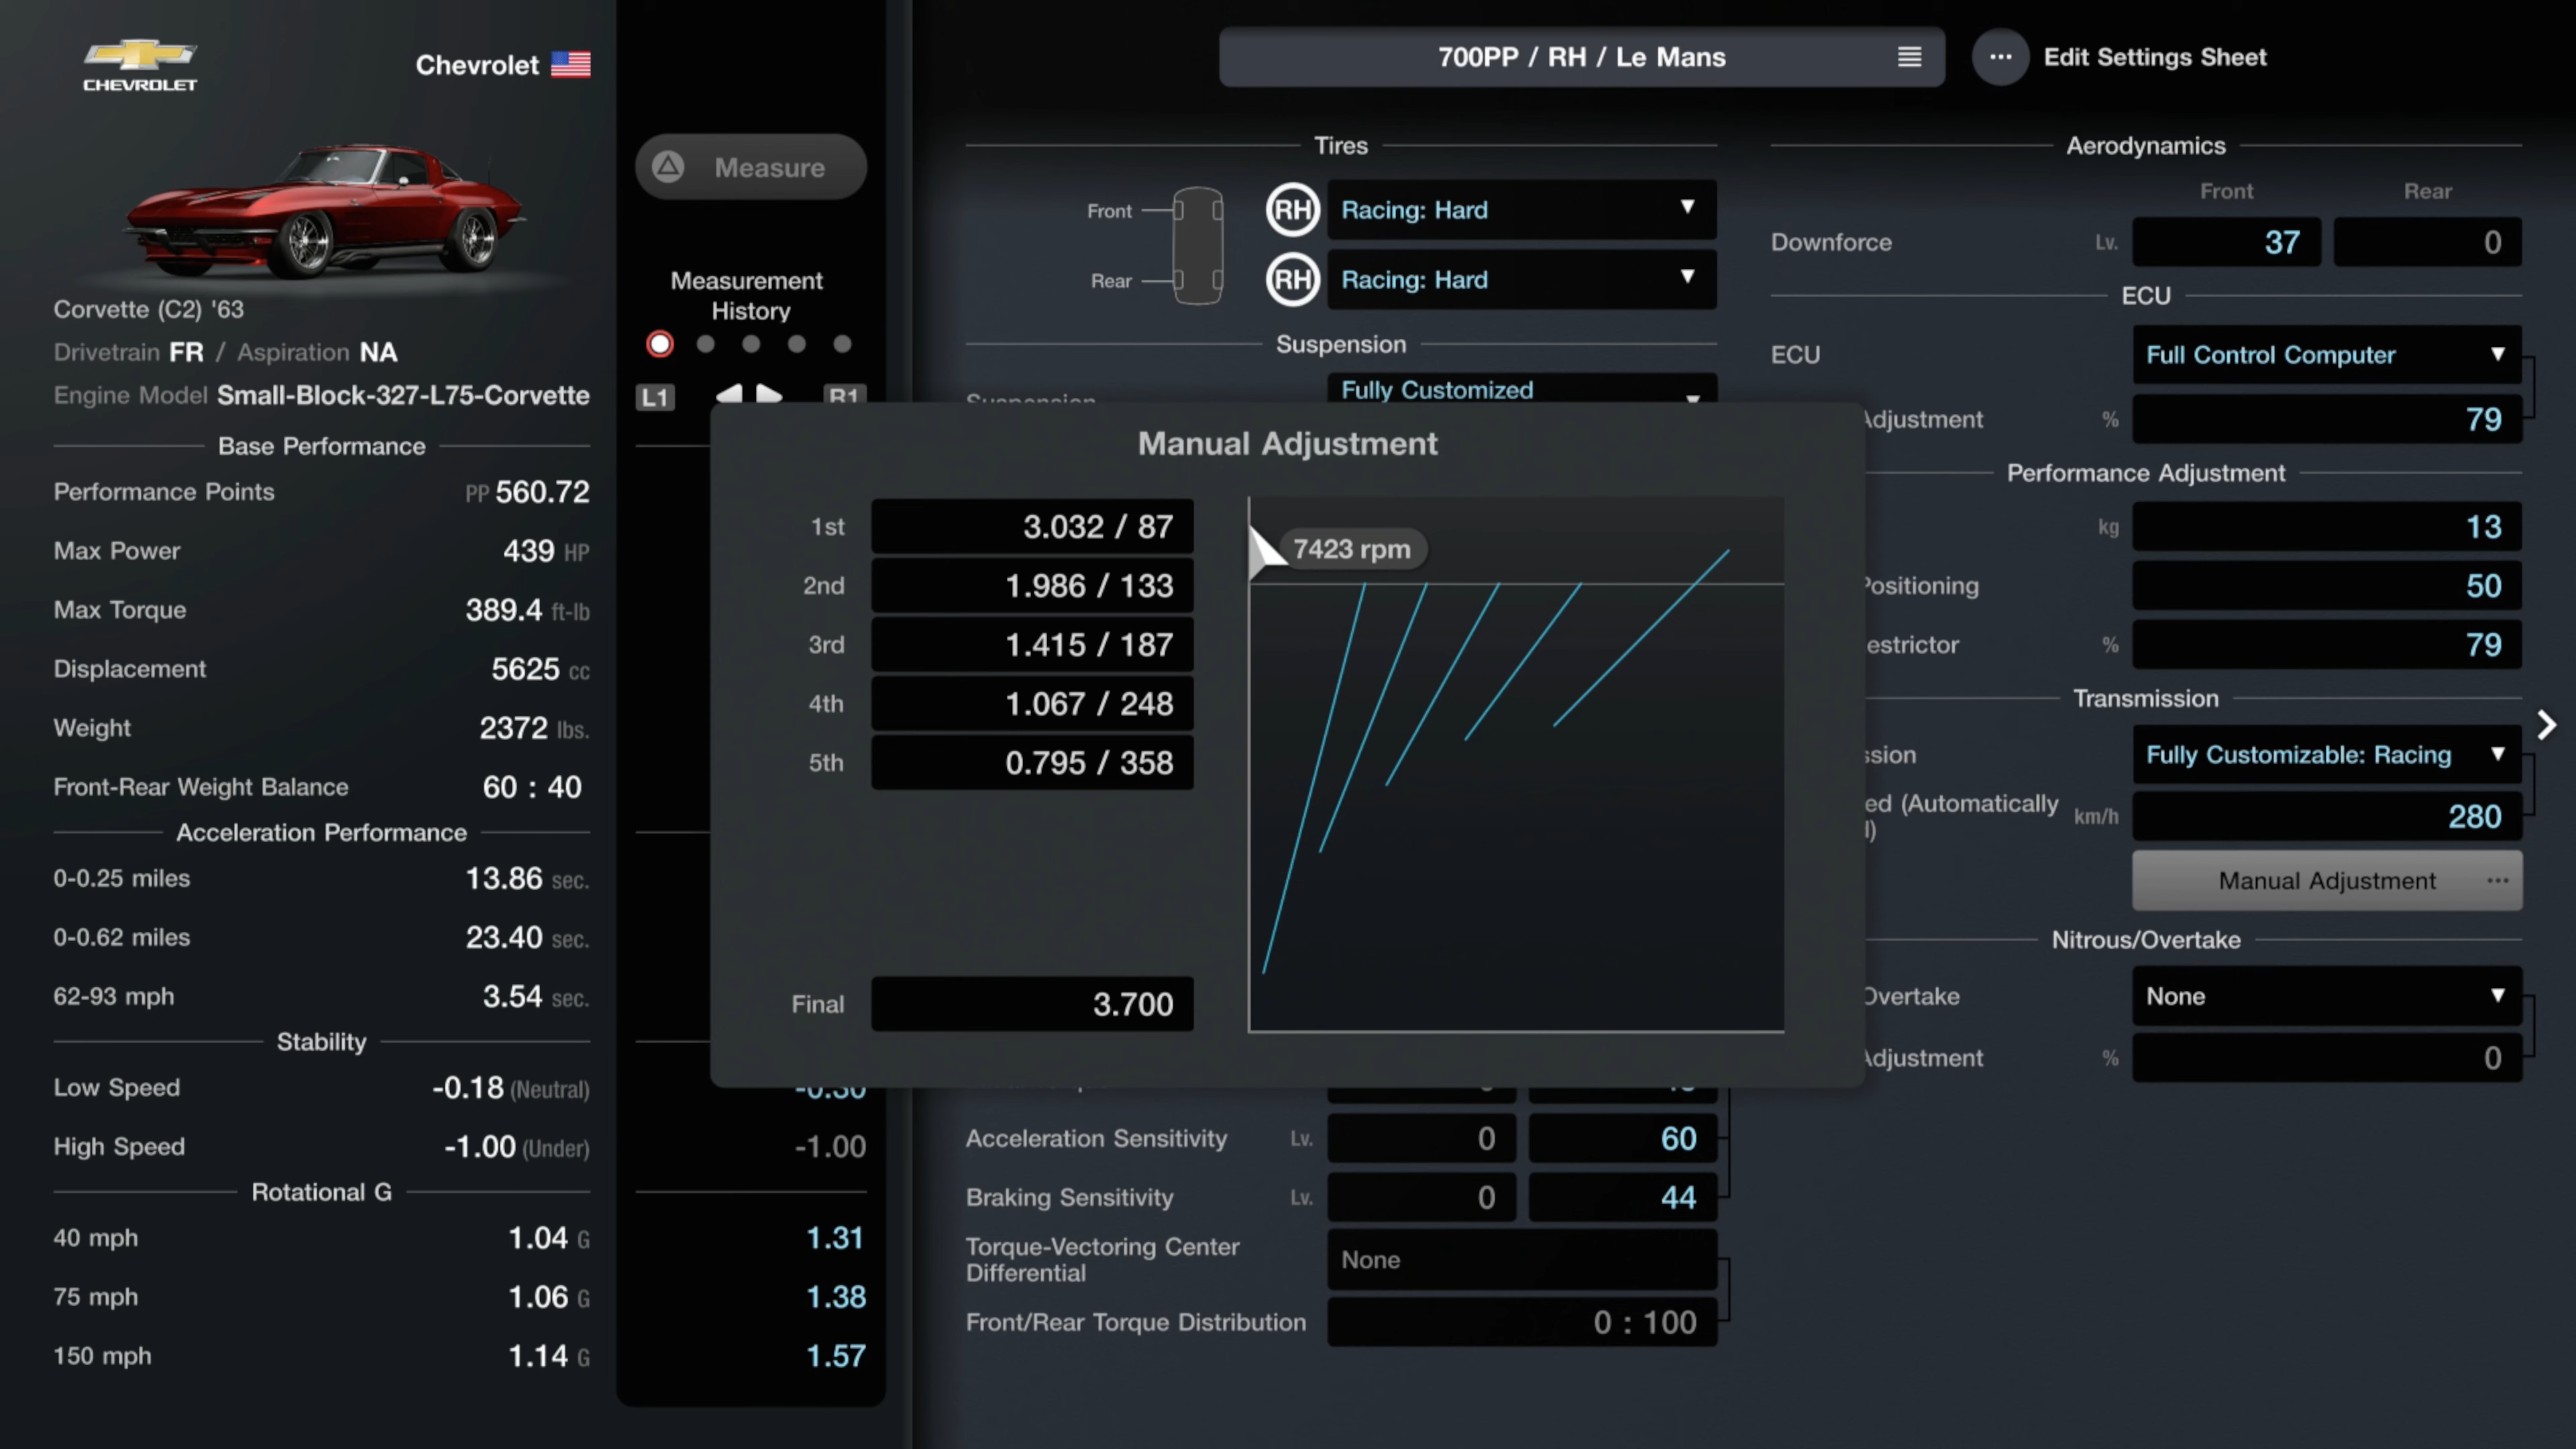 CHEVROLET
Chevrolet
Corvette (C2) '63
Drivetrain FR / Aspiration NA
Engine Model Small-Block-327-L75-Corvette
Base Performance
Performance Points PP 560.72
Max Power 439 HP
Max Torque 389.4 ft-lb
Displacement 5625 cc
Weight 2372 lbs.
Front-Rear Weight Balance 60 : 40
Acceleration Performance
0-0.25 miles 13.86 sec.
0-0.62 miles 23.40 sec.
62-93 mph 3.54 sec.
Stability
Low Speed -0.18 (Neutral)
High Speed -1.00 (Under)
Rotational G
40 mph 1.04 G
75 mph 1.06 G
150 mph 1.14 G
Measure
Measurement
History
L1 R1
-0.30
-1.00
1.31
1.38
1.57
700PP / RH / Le Mans
Edit Settings Sheet
Tires
Front RH Racing: Hard
Rear RH Racing: Hard
Suspension
Suspension Fully Customized
Manual Adjustment
1st 3.032 / 87
2nd 1.986 / 133
3rd 1.415 / 187
4th 1.067 / 248
5th 0.795 / 358
Final 3.700
7423 rpm
Acceleration Sensitivity Lv. 0 60
Braking Sensitivity Lv. 0 44
Torque-Vectoring Center
Differential
None
Front/Rear Torque Distribution 0 : 100
Aerodynamics
Front Rear
Downforce Lv. 37 0
ECU
ECU Full Control Computer
Adjustment % 79
Performance Adjustment
kg 13
Positioning 50
estrictor % 79
Transmission
ssion Fully Customizable: Racing
ed (Automatically
l)
km/h 280
Manual Adjustment
Nitrous/Overtake
Overtake None
Adjustment % 0